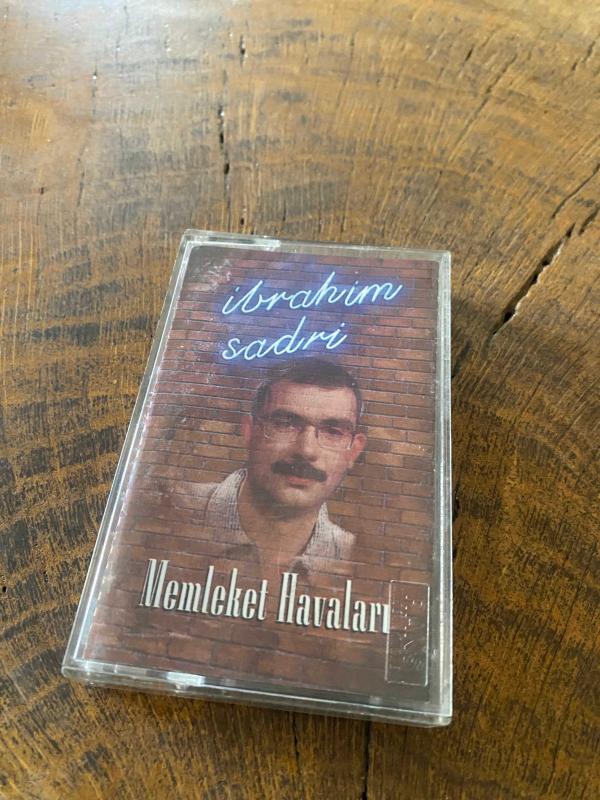 ibrahim
sadri
Memleket Havaları